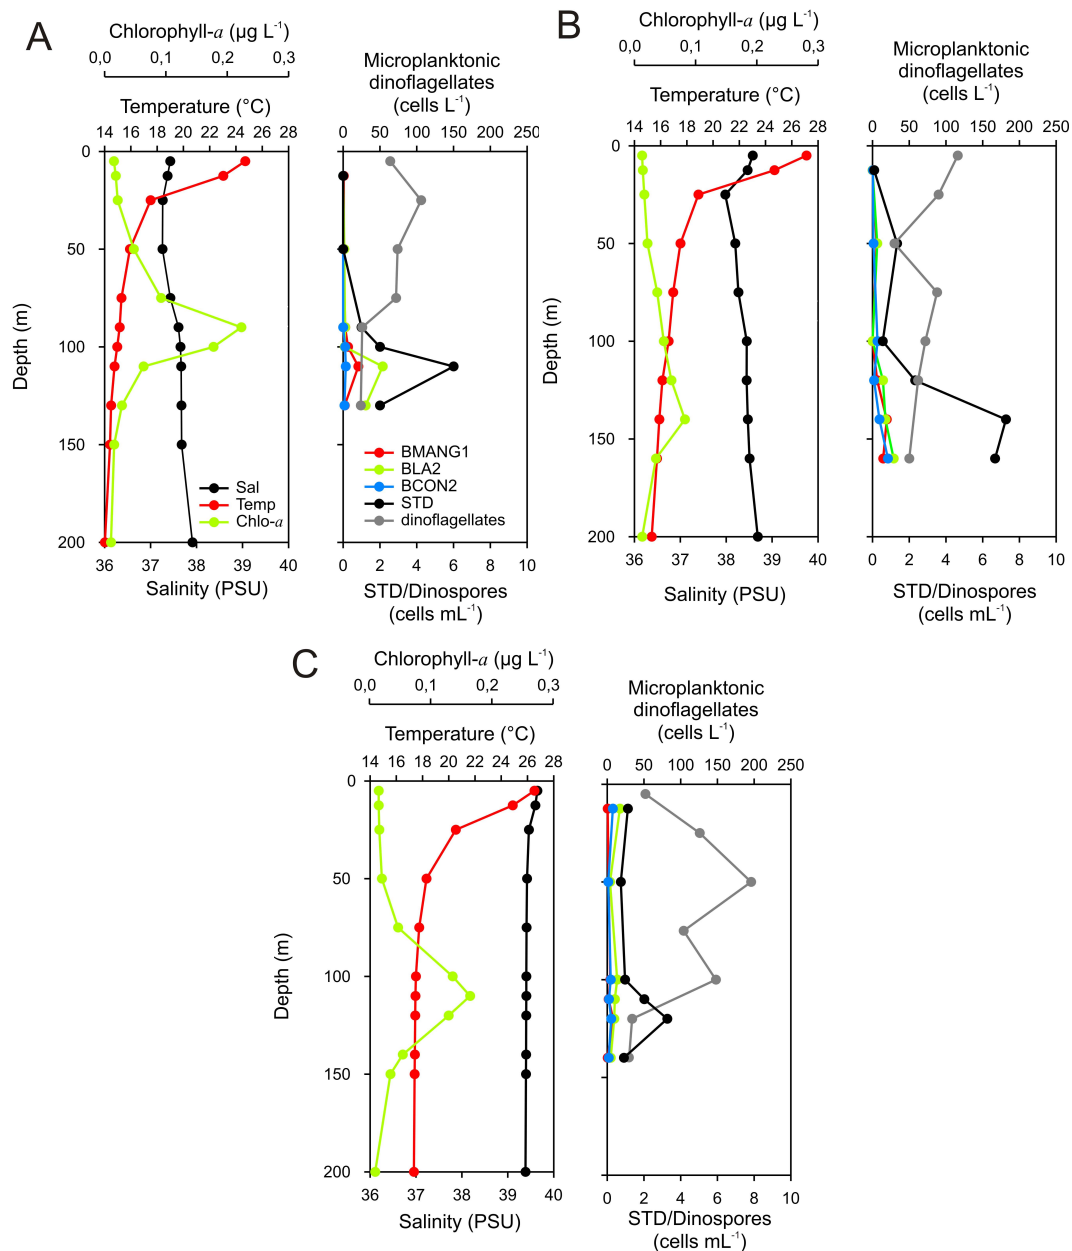 A
Chlorophyll-a (µg L-1)
0,0 0,1 0,2 0,3
Temperature (°C)
14 16 18 20 22 24 26 28
0
50
100
150
200
Depth (m)
Sal
Temp
Chlo-a
36 37 38 39 40
Salinity (PSU)
Microplanktonic
dinoflagellates
(cells L-1)
0 50 100 150 200 250
BMANG1
BLA2
BCON2
STD
dinoflagellates
0 2 4 6 8 10
STD/Dinospores
(cells mL-1)
B
Chlorophyll-a (µg L-1)
0,0 0,1 0,2 0,3
Temperature (°C)
14 16 18 20 22 24 26 28
0
50
100
150
200
Depth (m)
36 37 38 39 40
Salinity (PSU)
Microplanktonic
dinoflagellates
(cells L-1)
0 50 100 150 200 250
0 2 4 6 8 10
STD/Dinospores
(cells mL-1)
C
Chlorophyll-a (µg L-1)
0,0 0,1 0,2 0,3
Temperature (°C)
14 16 18 20 22 24 26 28
0
50
100
150
200
Depth (m)
36 37 38 39 40
Salinity (PSU)
Microplanktonic
dinoflagellates
(cells L-1)
0 50 100 150 200 250
0 2 4 6 8 10
STD/Dinospores
(cells mL-1)